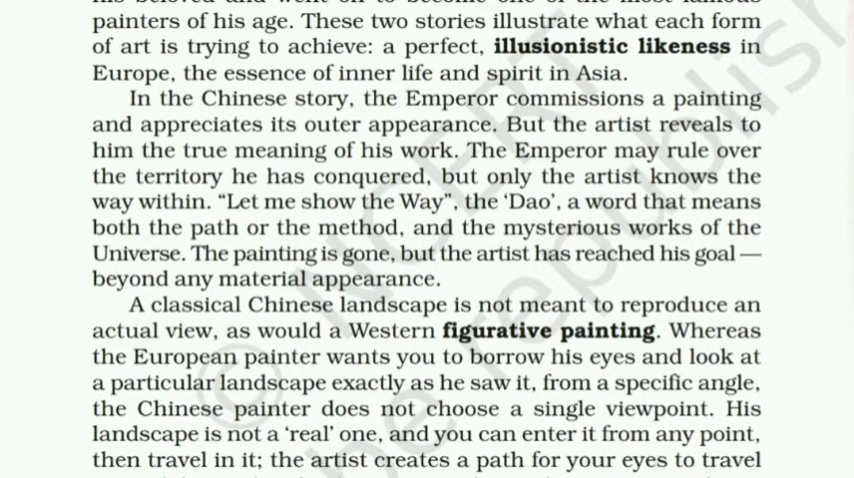 painters of his age. These two stories illustrate what each form
of art is trying to achieve: a perfect, illusionistic likeness in
Europe, the essence of inner life and spirit in Asia.
In the Chinese story, the Emperor commissions a painting
and appreciates its outer appearance. But the artist reveals to
him the true meaning of his work. The Emperor may rule over
the territory he has conquered, but only the artist knows the
way within. “Let me show the Way”, the ‘Dao’, a word that means
both the path or the method, and the mysterious works of the
Universe. The painting is gone, but the artist has reached his goal —
beyond any material appearance.
A classical Chinese landscape is not meant to reproduce an
actual view, as would a Western figurative painting. Whereas
the European painter wants you to borrow his eyes and look at
a particular landscape exactly as he saw it, from a specific angle,
the Chinese painter does not choose a single viewpoint. His
landscape is not a ‘real’ one, and you can enter it from any point,
then travel in it; the artist creates a path for your eyes to travel
© NCERT
be republish